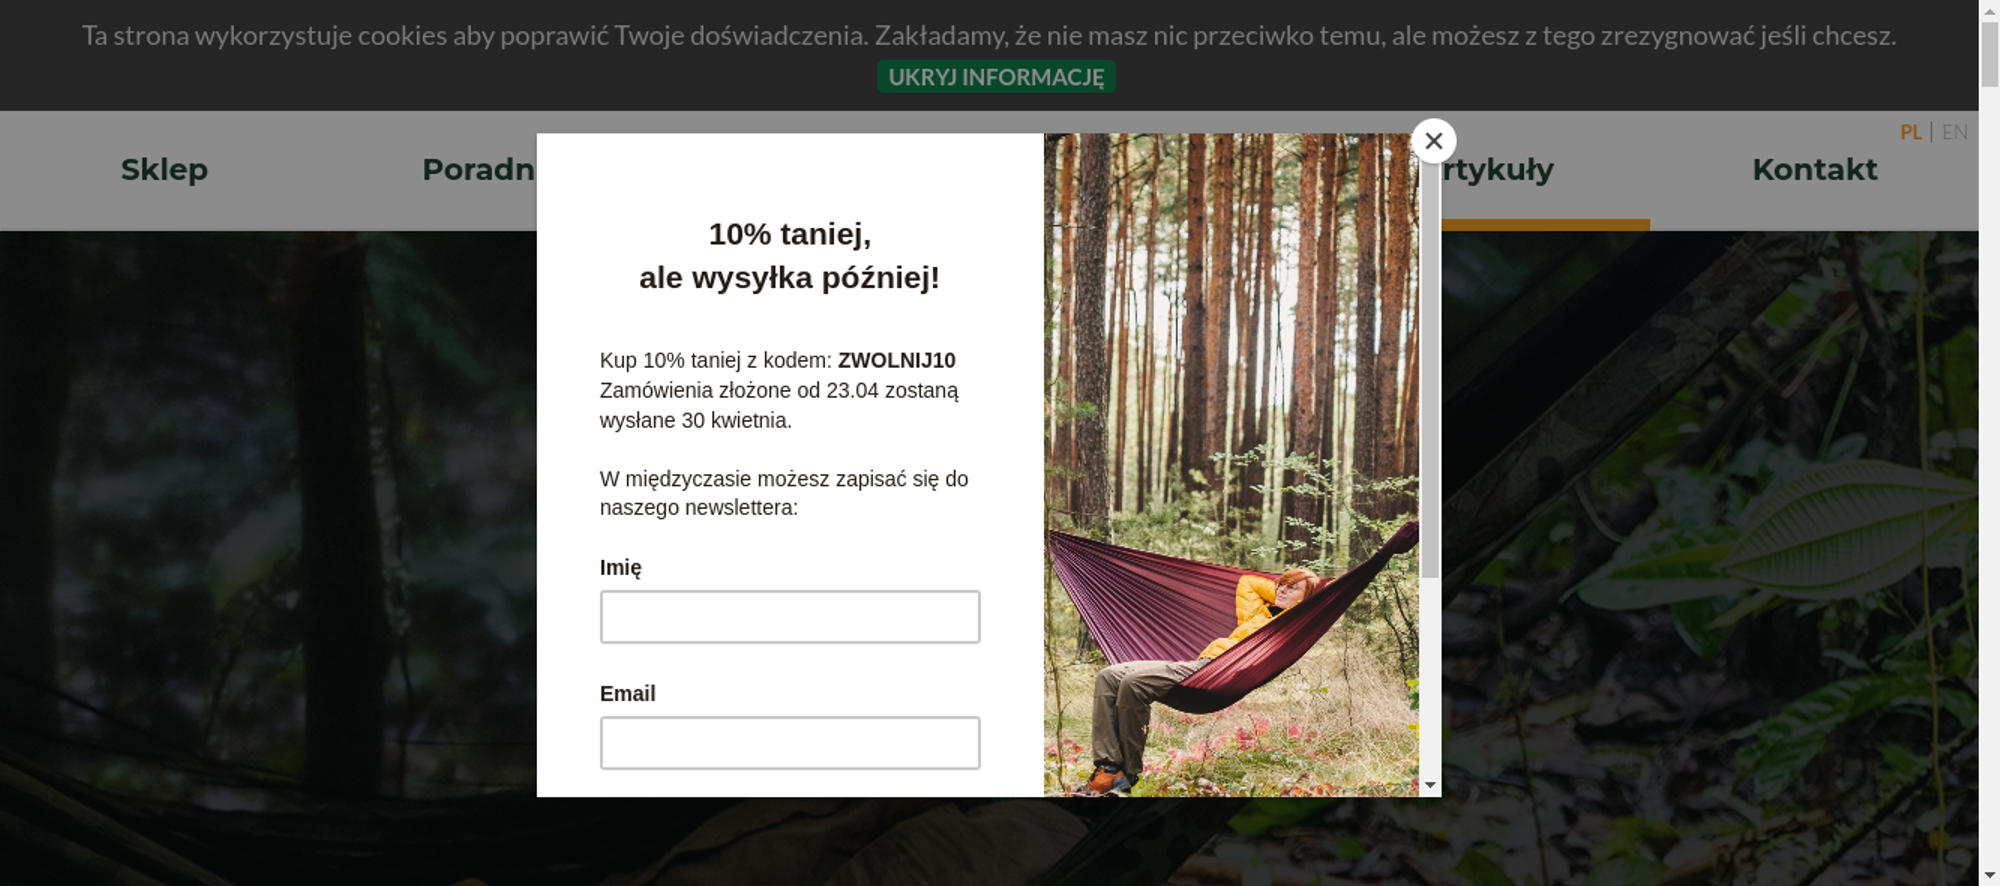 Ta strona wykorzystuje cookies aby poprawić Twoje doświadczenia. Zakładamy, że nie masz nic przeciwko temu, ale możesz z tego zrezygnować jeśli chcesz.
UKRYJ INFORMACJĘ
PL | EN
Sklep
Poradn
rtykuły
Kontakt
10% taniej,
ale wysyłka później!
Kup 10% taniej z kodem: ZWOLNIJ10
Zamówienia złożone od 23.04 zostaną
wysłane 30 kwietnia.
W międzyczasie możesz zapisać się do
naszego newslettera:
Imię
Email